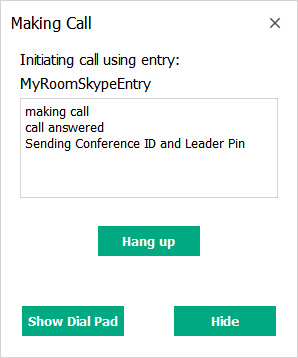 Making Call
Initiating call using entry:
MyRoomSkypeEntry
making call
call answered
Sending Conference ID and Leader Pin
Hang up
Show Dial Pad
Hide